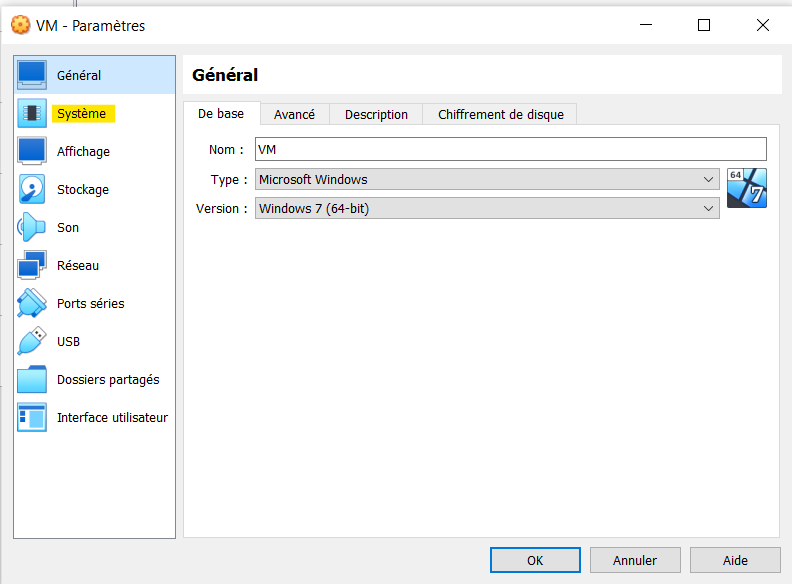 VM - Paramètres
Général
Système
Affichage
Stockage
Son
Réseau
Ports séries
USB
Dossiers partagés
Interface utilisateur
Général
De base Avancé Description Chiffrement de disque
Nom : VM
Type : Microsoft Windows
Version : Windows 7 (64-bit)
64
7
OK Annuler Aide